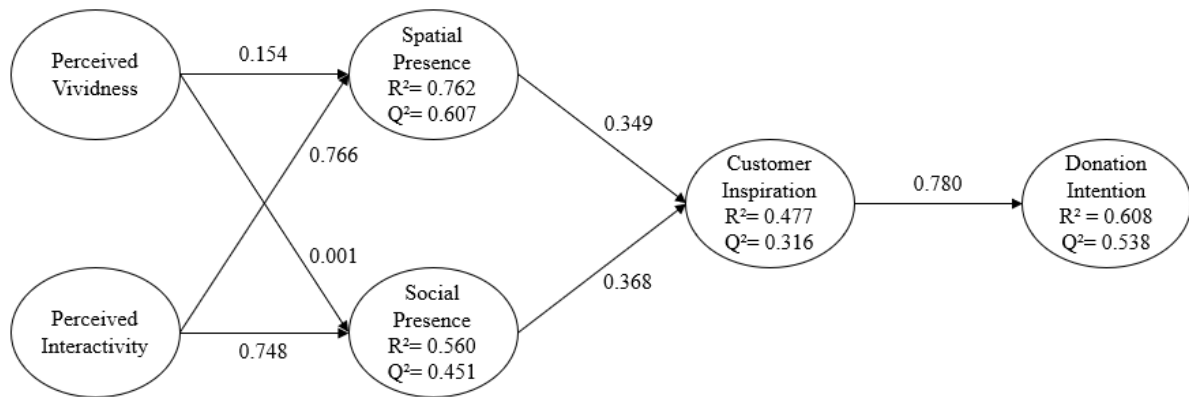 Perceived
Vividness
0.154
Spatial
Presence
R²= 0.762
Q²= 0.607
0.766
0.349
Customer
Inspiration
R²= 0.477
Q²= 0.316
0.780
Donation
Intention
R² = 0.608
Q²= 0.538
0.001
0.368
Perceived
Interactivity
0.748
Social
Presence
R²= 0.560
Q²= 0.451